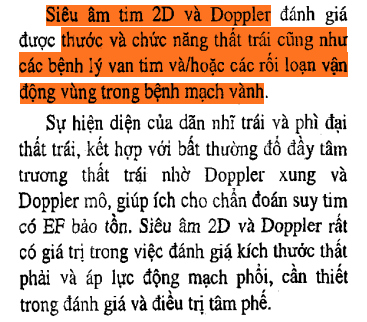 Siêu âm tim 2D và Doppler đánh giá
được thước và chức năng thất trái cũng như
các bệnh lý van tim và/hoặc các rối loạn vận
động vùng trong bệnh mạch vành.
Sự hiện diện của dãn nhĩ trái và phì đại
thất trái, kết hợp với bất thường đổ đầy tâm
trương thất trái nhờ Doppler xung và
Doppler mô, giúp ích cho chẩn đoán suy tim
có EF bảo tồn. Siêu âm 2D và Doppler rất
có giá trị trong việc đánh giá kích thước thất
phải và áp lực động mạch phổi, cần thiết
trong đánh giá và điều trị tâm phế.